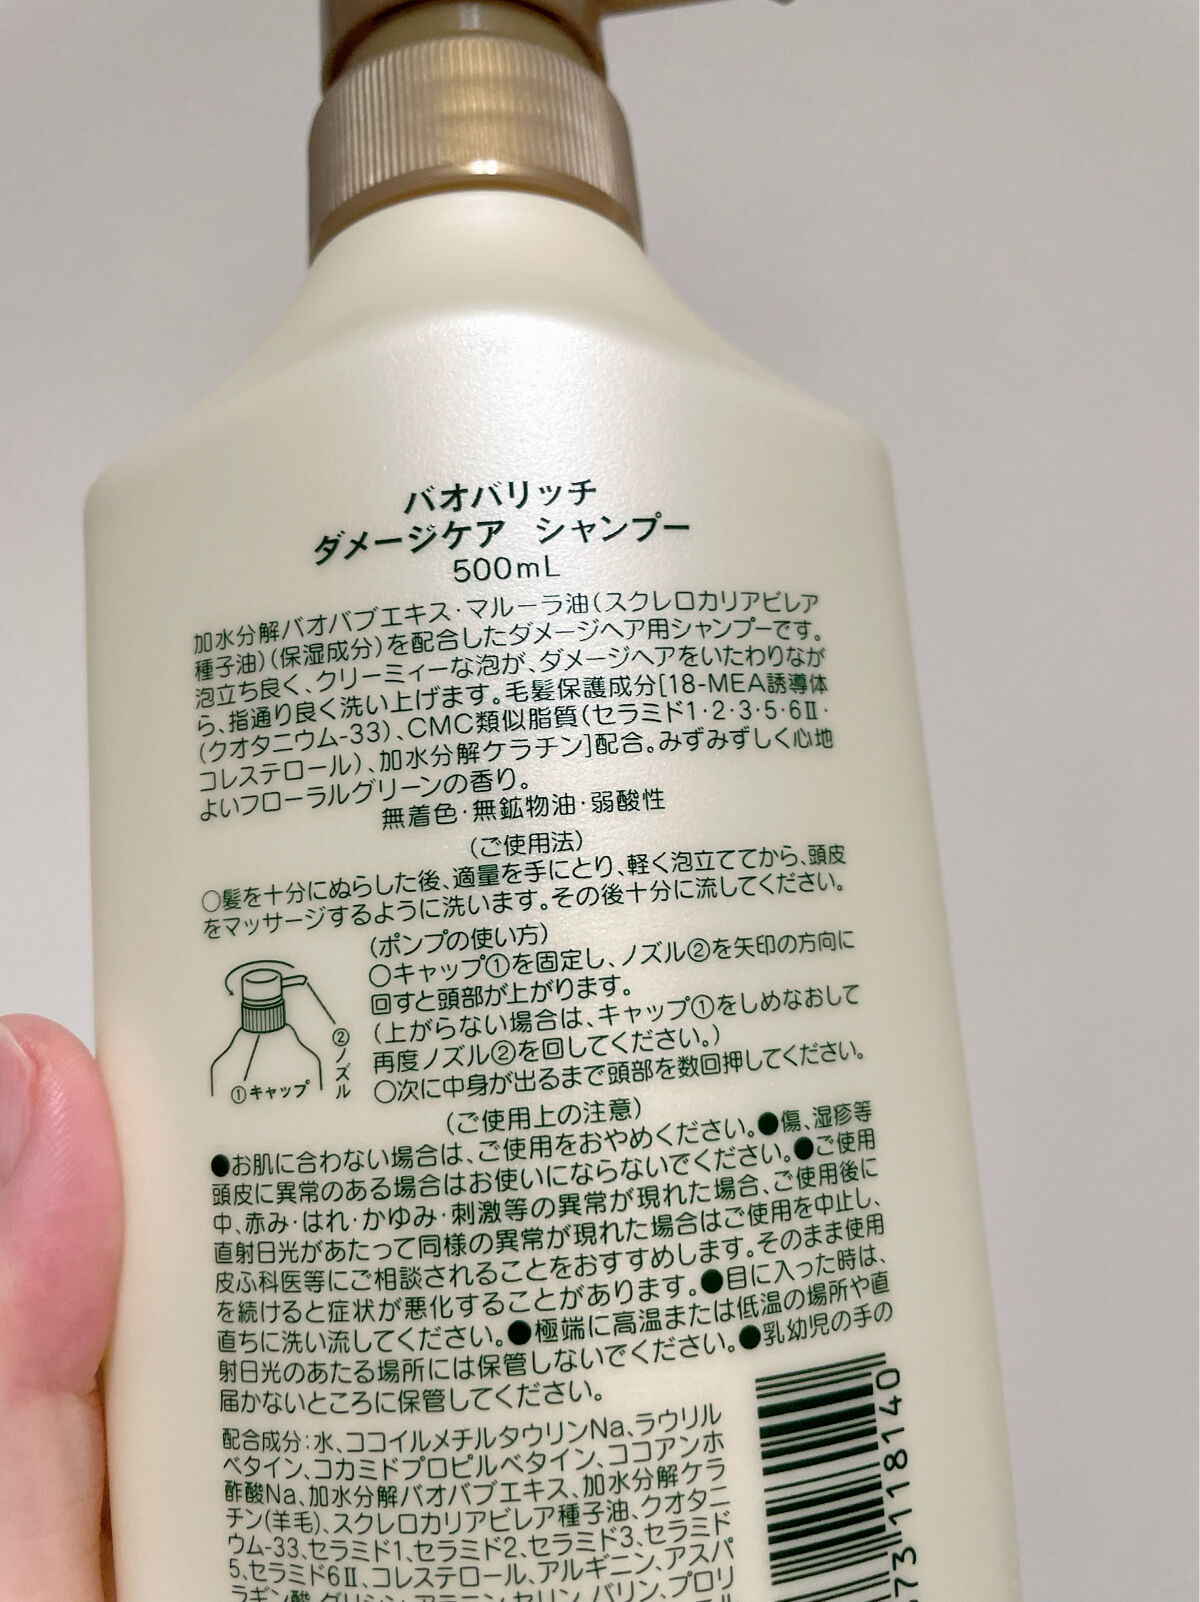 バオバリッチ
ダメージケア シャンプー
500mL
加水分解バオバブエキス・マルーラ油(スクレロカリアビレア
種子油)(保湿成分)を配合したダメージヘア用シャンプーです。
泡立ち良く、クリーミィーな泡が、ダメージヘアをいたわりなが
ら、指通り良く洗い上げます。毛髪保護成分[18-MEA誘導体
(クオタニウム-33)、CMC類似脂質(セラミド1・2・3・5・6Ⅱ・
コレステロール)、加水分解ケラチン]配合。みずみずしく心地
よいフローラルグリーンの香り。
無着色・無鉱物油・弱酸性
(ご使用法)
○髪を十分にぬらした後、適量を手にとり、軽く泡立ててから、頭皮
をマッサージするように洗います。その後十分に流してください。
(ポンプの使い方)
○キャップ①を固定し、ノズル②を矢印の方向に
回すと頭部が上がります。
(上がらない場合は、キャップ①をしめなおして
再度ノズル②を回してください。)
○次に中身が出るまで頭部を数回押してください。
②ノズル
①キャップ
(ご使用上の注意)
●お肌に合わない場合は、ご使用をおやめください。●傷、湿疹等
頭皮に異常のある場合はお使いにならないでください。●ご使用
中、赤み・はれ・かゆみ・刺激等の異常が現れた場合、ご使用後に
直射日光があたって同様の異常が現れた場合はご使用を中止し、
皮ふ科医等にご相談されることをおすすめします。そのまま使用
を続けると症状が悪化することがあります。●目に入った時は、
直ちに洗い流してください。●極端に高温または低温の場所や直
射日光のあたる場所には保管しないでください。●乳幼児の手の
届かないところに保管してください。
配合成分:水、ココイルメチルタウリンNa、ラウリル
ベタイン、コカミドプロピルベタイン、ココアンホ
酢酸Na、加水分解バオバブエキス、加水分解ケラ
チン(羊毛)、スクレロカリアビレア種子油、クオタニ
ウム-33、セラミド1、セラミド2、セラミド3、セラミド
5、セラミド6Ⅱ、コレステロール、アルギニン、アスパ
ラギン酸、グリシン、アラニン、セリン、バリン、プロリ
73118140